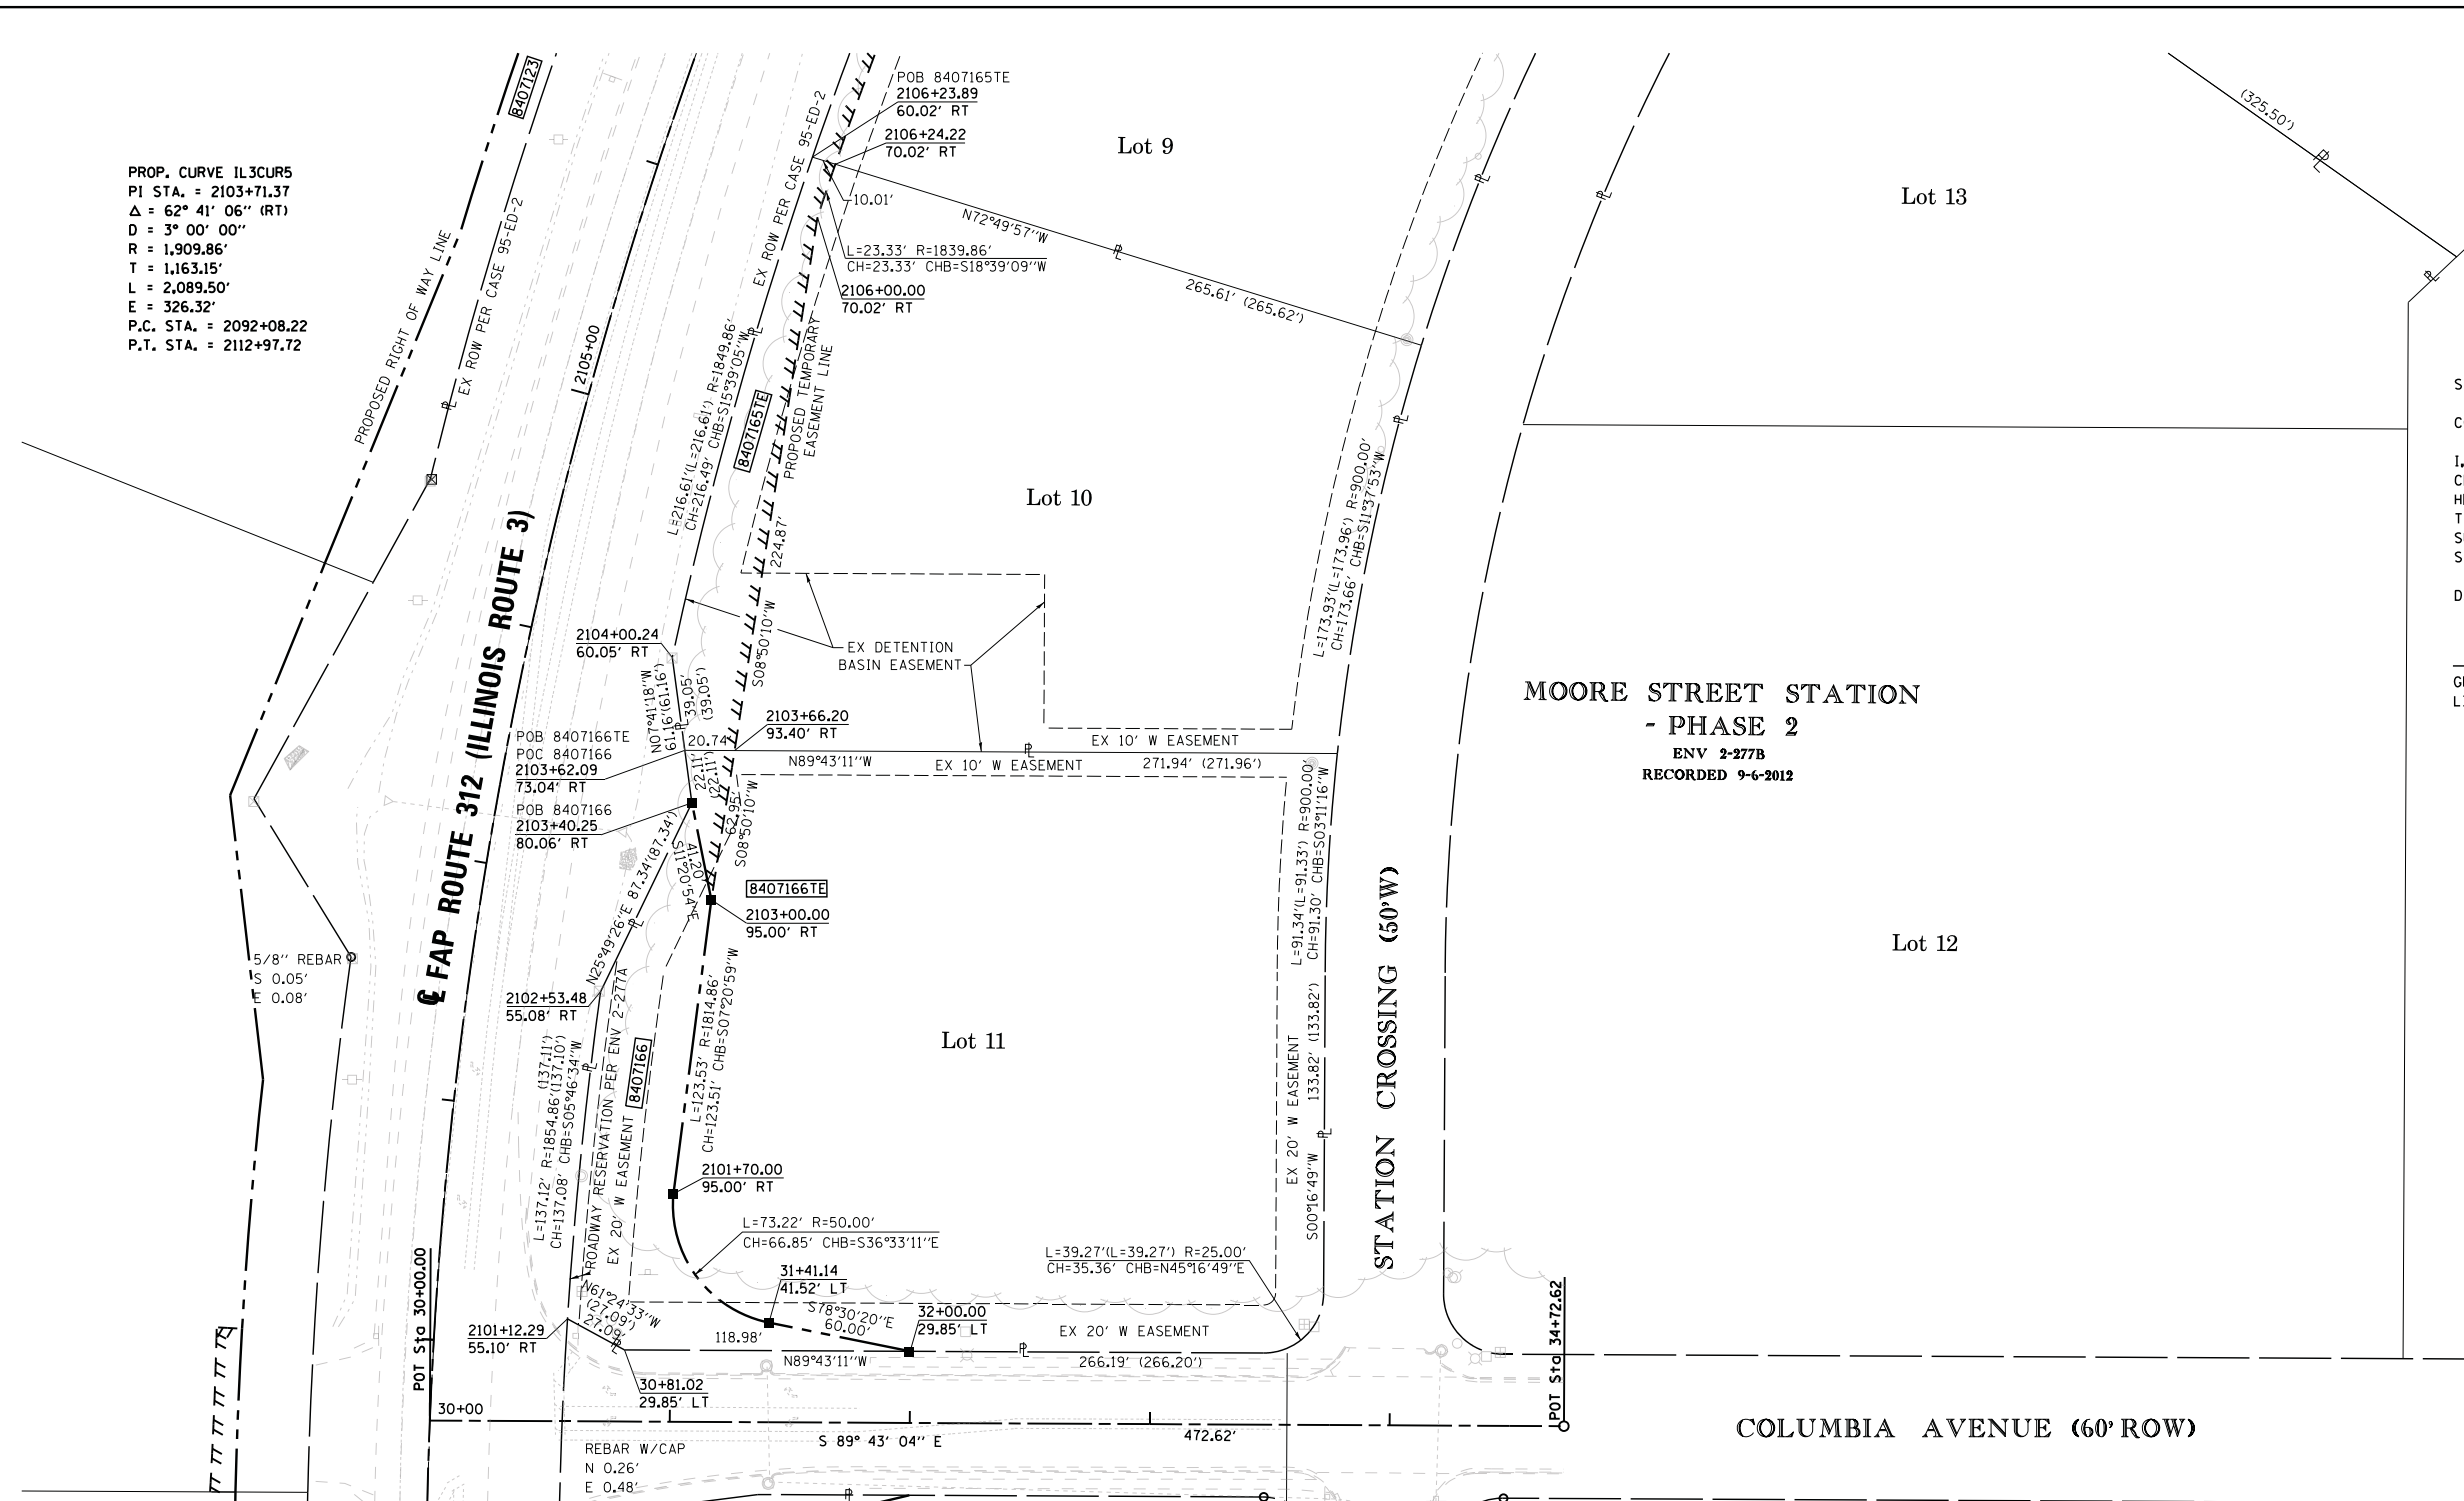 PROP. CURVE IL3CUR5
PI STA. = 2103+71.37
Δ = 62° 41' 06'' (RT)
D = 3° 00' 00''
R = 1,909.86'
T = 1,163.15'
L = 2,089.50'
E = 326.32'
P.C. STA. = 2092+08.22
P.T. STA. = 2112+97.72
8407123
PROPOSED RIGHT OF WAY LINE
EX ROW PER CASE 95-ED-2
2105+00
EX ROW PER CASE 95-ED-2
POB 8407165TE
2106+23.89
60.02' RT
2106+24.22
70.02' RT
10.01'
L=23.33' R=1839.86'
CH=23.33' CHB=S18°39'09''W
2106+00.00
70.02' RT
Lot 9
N72°49'57''W
265.61' (265.62')
Lot 13
(325.50')
L=216.61'(L=216.61') R=1849.86'
CH=216.49' CHB=S15°39'05''W
8407165TE
PROPOSED TEMPORARY
EASEMENT LINE
224.87'
S08°50'10''W
Lot 10
L=173.93'(L=173.96') R=900.00'
CH=173.66' CHB=S11°37'53''W
EX DETENTION
BASIN EASEMENT
2104+00.24
60.05' RT
N07°41'18''W
61.16'(61.16')
39.05'
(39.05')
2103+66.20
93.40' RT
20.74'
POB 8407166TE
POC 8407166
2103+62.09
73.04' RT
22.11'
(22.11')
N89°43'11''W
EX 10' W EASEMENT
EX 10' W EASEMENT
271.94' (271.96')
POB 8407166
2103+40.25
80.06' RT
62.95'
S08°50'10''W
41.20'
S11°20'54''E
8407166TE
2103+00.00
95.00' RT
N25°49'26''E 87.34'(87.34')
℄ FAP ROUTE 312 (ILLINOIS ROUTE 3)
5/8'' REBAR
S 0.05'
E 0.08'
2102+53.48
55.08' RT
MOORE STREET STATION
- PHASE 2
ENV 2-277B
RECORDED 9-6-2012
Lot 12
Lot 11
L=91.34'(L=91.33') R=900.00'
CH=91.30' CHB=S03°11'16''W
STATION CROSSING (50'W)
EX 20' W EASEMENT
133.82' (133.82')
S00°16'49''W
L=123.53' R=1814.86'
CH=123.51' CHB=S07°20'59''W
8407166
L=137.12' R=1854.86'(137.10')
(137.11')
CH=137.08' CHB=S05°46'34''W
ROADWAY RESERVATION PER ENV 2-277A
EX 20' W EASEMENT
2101+70.00
95.00' RT
L=73.22' R=50.00'
CH=66.85' CHB=S36°33'11''E
L=39.27'(L=39.27') R=25.00'
CH=35.36' CHB=N45°16'49''E
31+41.14
41.52' LT
S78°30'20''E
60.00'
32+00.00
29.85' LT
N61°24'33''W
(27.09')
27.09'
2101+12.29
55.10' RT
118.98'
N89°43'11''W
EX 20' W EASEMENT
266.19' (266.20')
30+81.02
29.85' LT
POT Sta 30+00.00
POT Sta 34+72.62
30+00
S 89° 43' 04'' E
472.62'
COLUMBIA AVENUE (60' ROW)
REBAR W/CAP
N 0.26'
E 0.48'